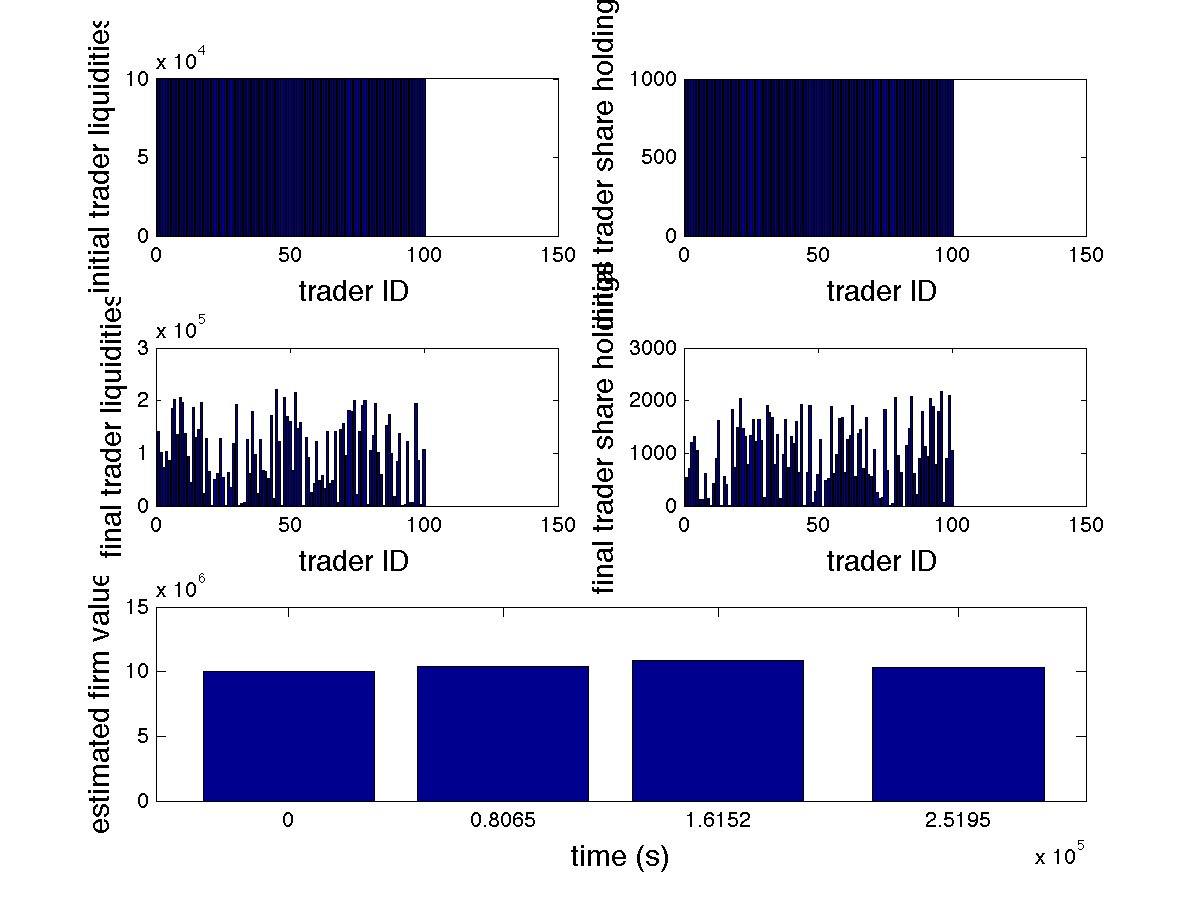 initial trader liquidities
x 10^4
10
5
0
0 50 100 150
trader ID
trader share holding
1000
500
0
0 50 100 150
trader ID
final trader liquidities
x 10^5
3
2
1
0
0 50 100 150
trader ID
final trader share holdings
3000
2000
1000
0
0 50 100 150
trader ID
estimated firm value
x 10^6
15
10
5
0
0 0.8065 1.6152 2.5195
time (s)
x 10^5